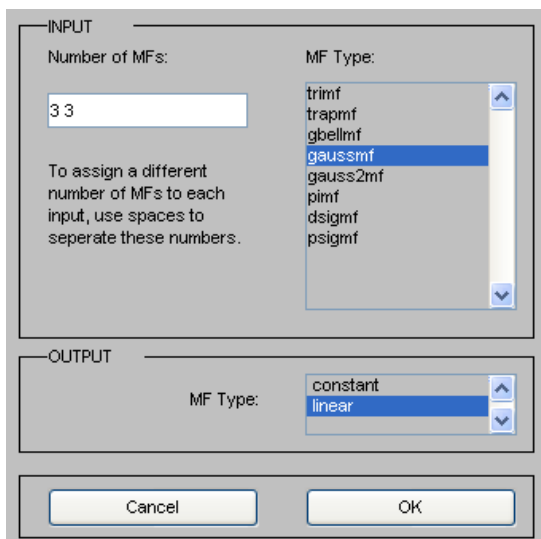 INPUT
Number of MFs:
3 3
To assign a different
number of MFs to each
input, use spaces to
seperate these numbers.
MF Type:
trimf
trapmf
gbellmf
gaussmf
gauss2mf
pimf
dsigmf
psigmf
OUTPUT
MF Type:
constant
linear
Cancel
OK